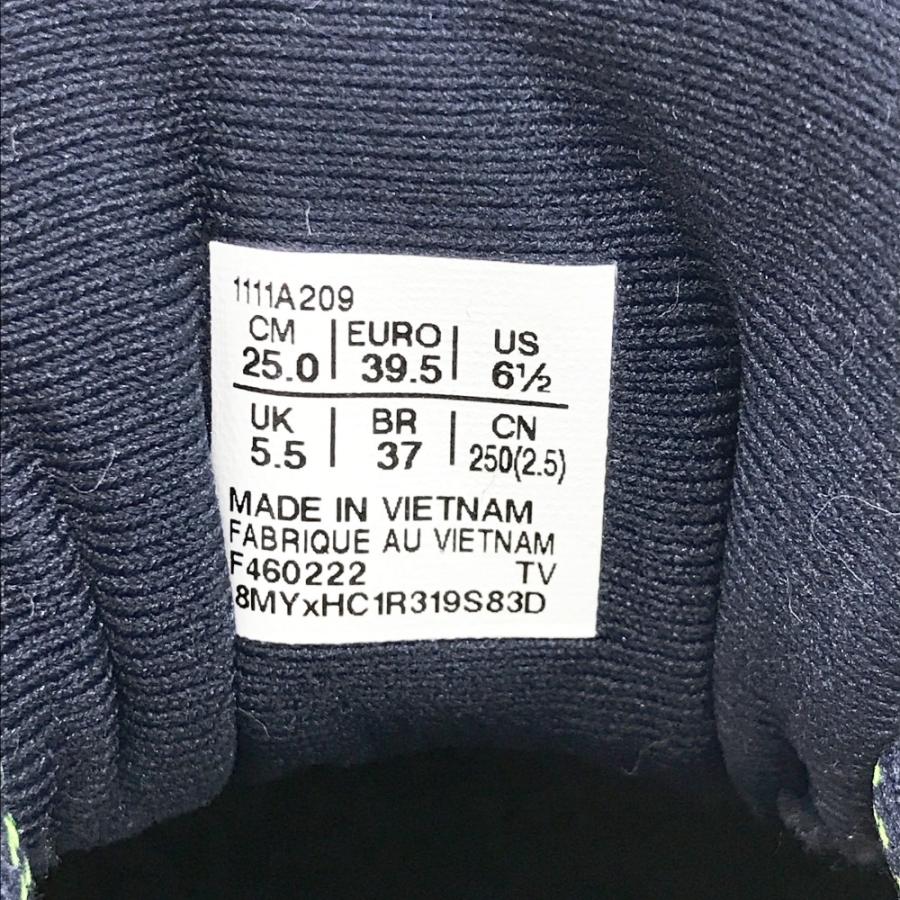 1111A209
CM | EURO | US
25.0 | 39.5 | 6½
UK | BR | CN
5.5 | 37 | 250(2.5)
MADE IN VIETNAM
FABRIQUE AU VIETNAM
F460222 TV
8MYxHC1R319S83D